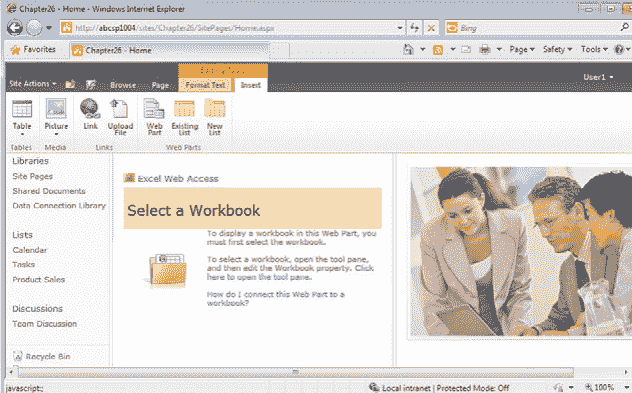 Chapter26 - Home - Windows Internet Explorer
http://abcsp1004/sites/Chapter26/SitePages/Home.aspx
Bing
Favorites
Chapter26 - Home
Page
Safety
Tools
Site Actions
Browse
Page
Format Text
Insert
User1
Table
Picture
Link
Upload File
Web Part
Existing List
New List
Tables
Media
Links
Web Parts
Libraries
Site Pages
Shared Documents
Data Connection Library
Lists
Calendar
Tasks
Product Sales
Discussions
Team Discussion
Recycle Bin
Excel Web Access
Select a Workbook
To display a workbook in this Web Part, you
must first select the workbook.
To select a workbook, open the tool pane,
and then edit the Workbook property. Click
here to open the tool pane.
How do I connect this Web Part to a
workbook?
javascript:;
Local intranet | Protected Mode: Off
100%